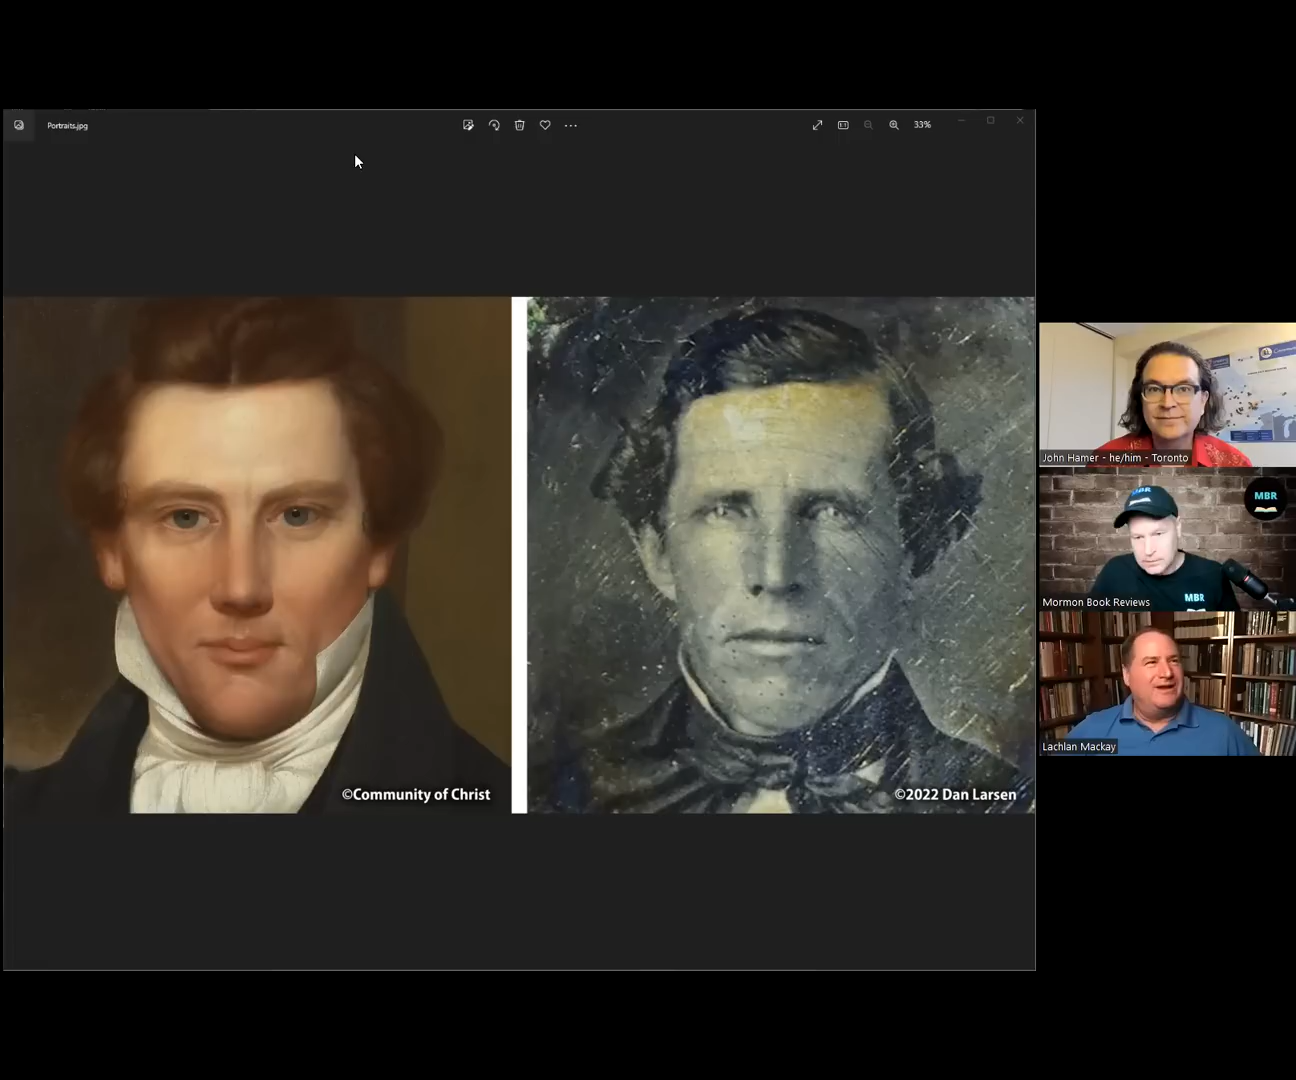 Portraits.jpg
33%
©Community of Christ
©2022 Dan Larsen
John Hamer - he/him - Toronto
MBR
MBR
Mormon Book Reviews
Lachlan Mackay